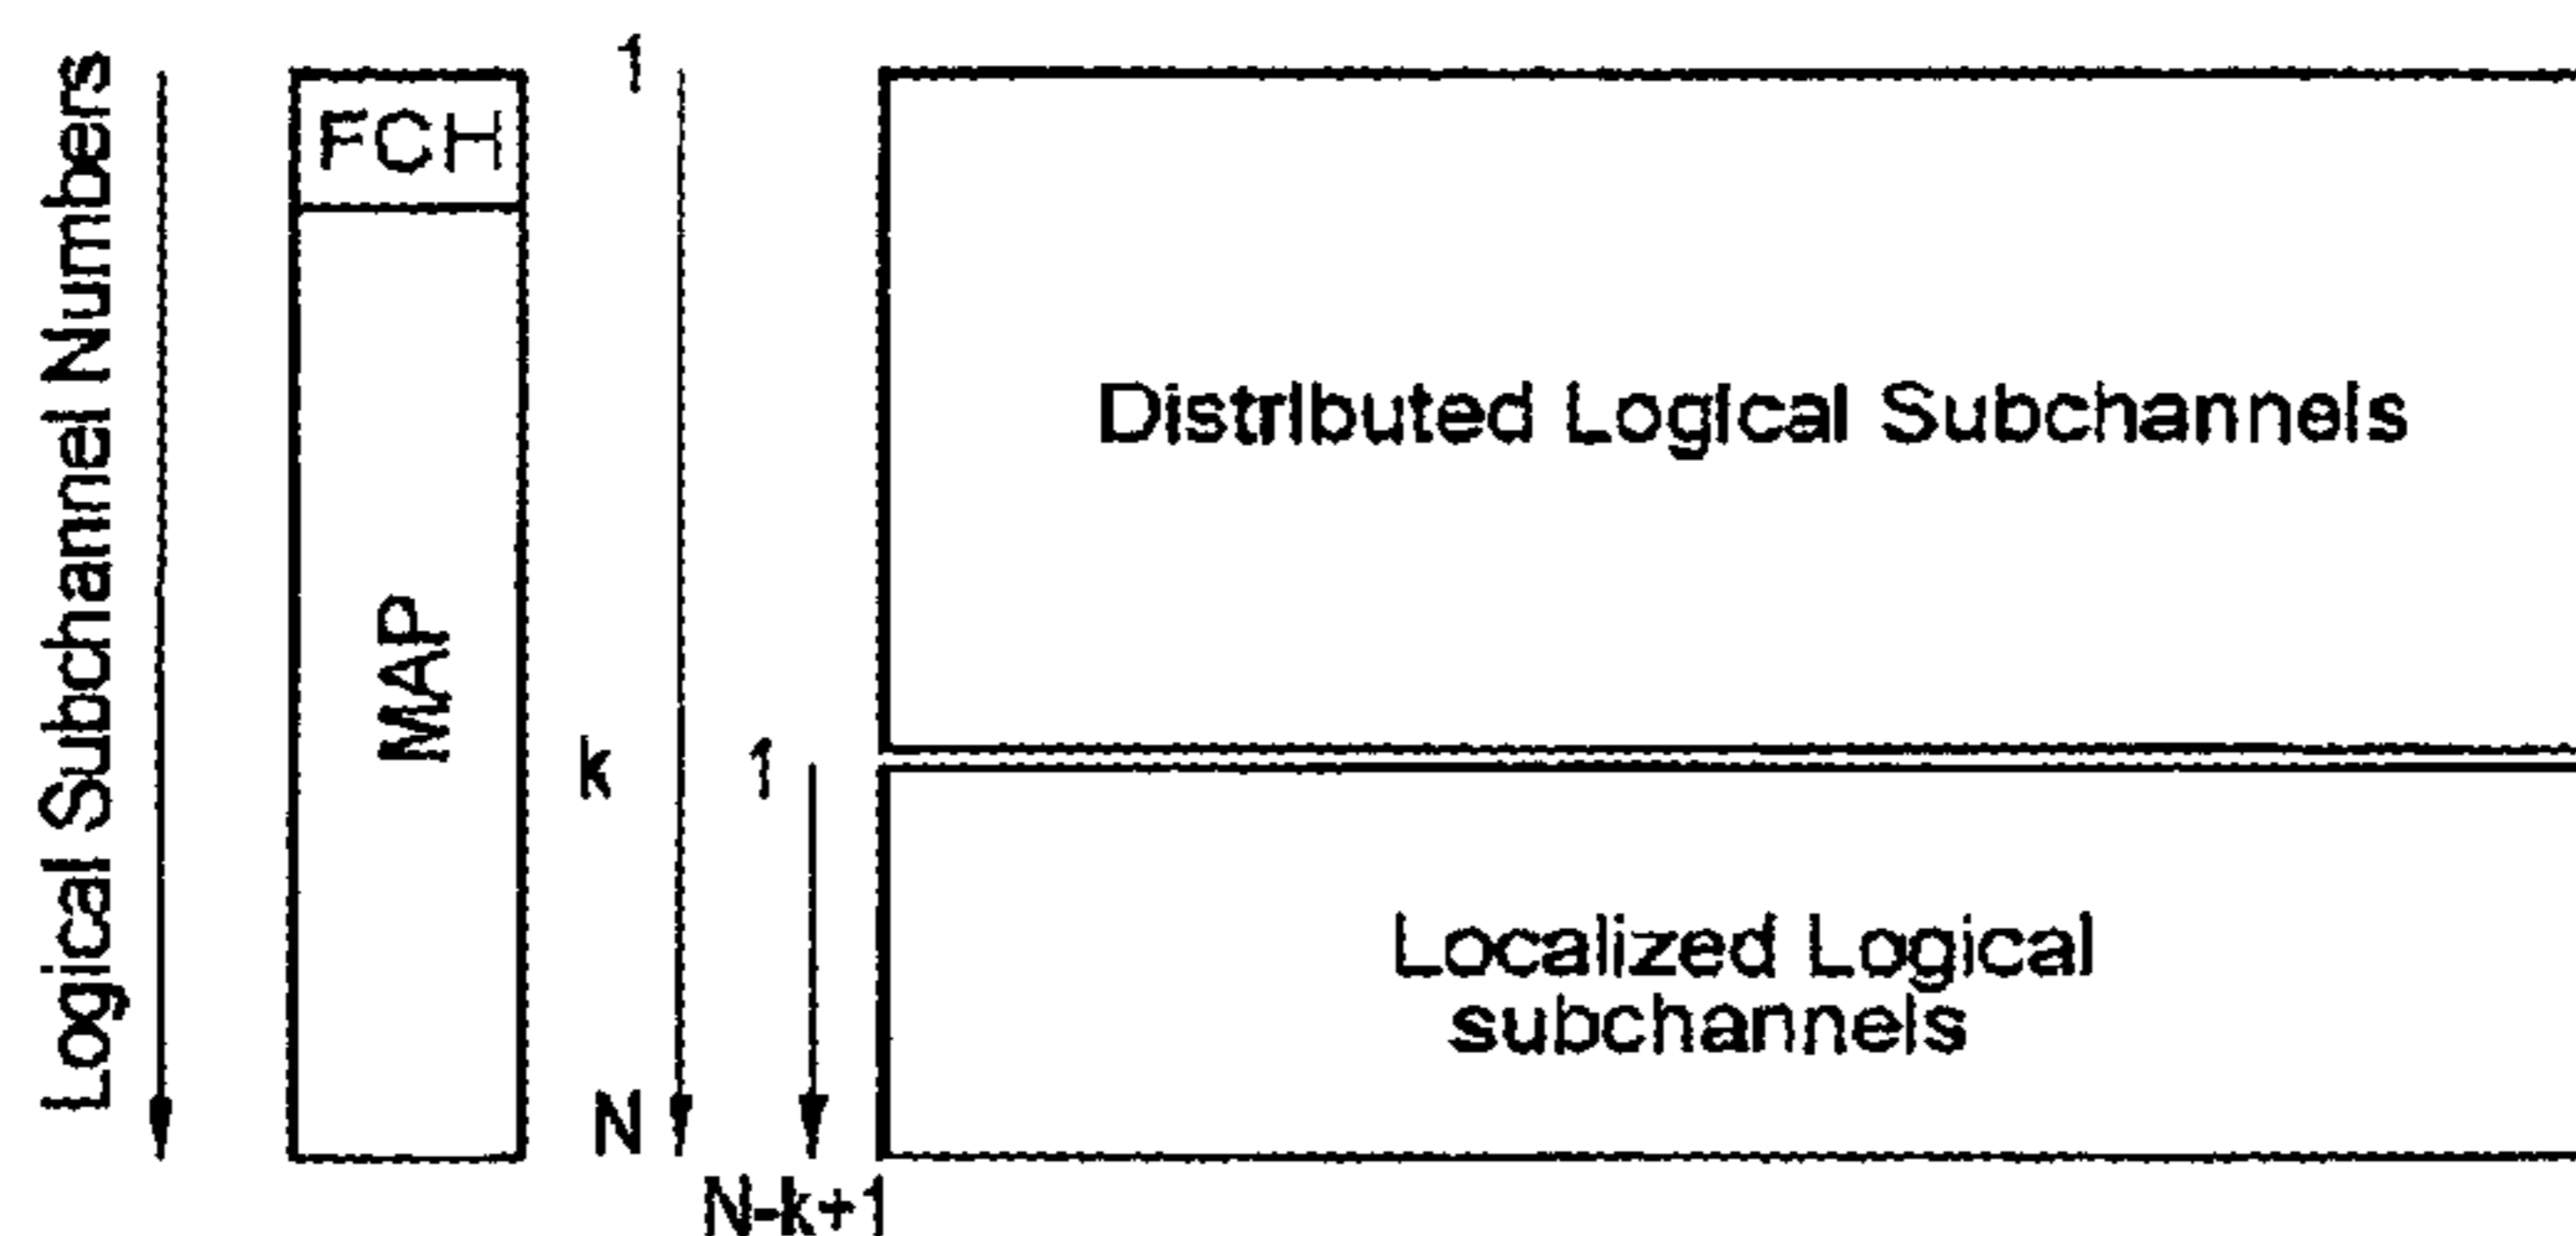 Logical Subchannel Numbers
FCH
MAP
1
k
N
1
N-k+1
Distributed Logical Subchannels
Localized Logical
subchannels